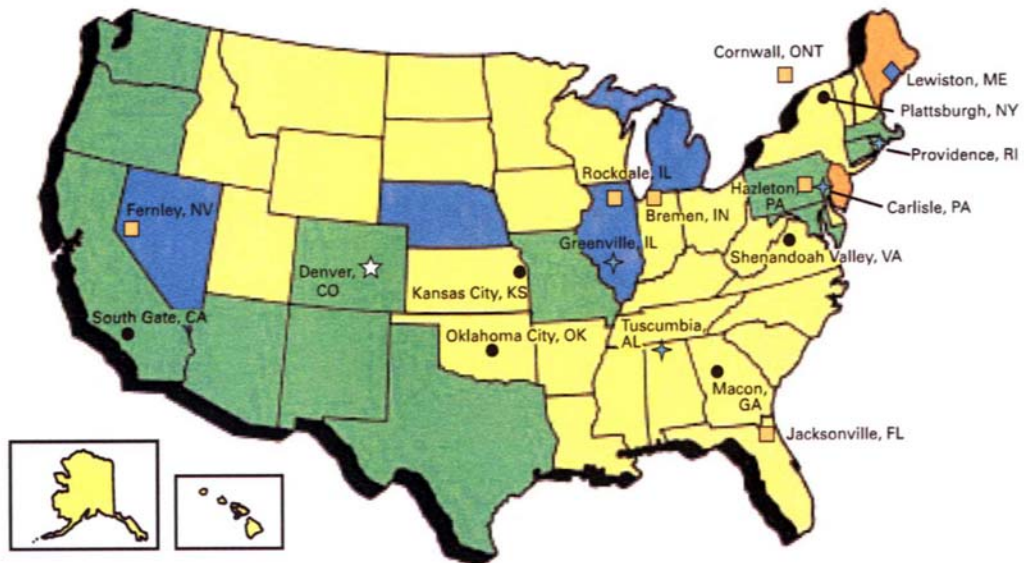 Cornwall, ONT
Lewiston, ME
Plattsburgh, NY
Providence, RI
Rockdale, IL
Hazleton,
PA
Fernley, NV
Bremen, IN
Carlisle, PA
Greenville, IL
Shenandoah Valley, VA
Denver,
CO
Kansas City, KS
South Gate, CA
Oklahoma City, OK
Tuscumbia,
AL
Macon,
GA
Jacksonville, FL